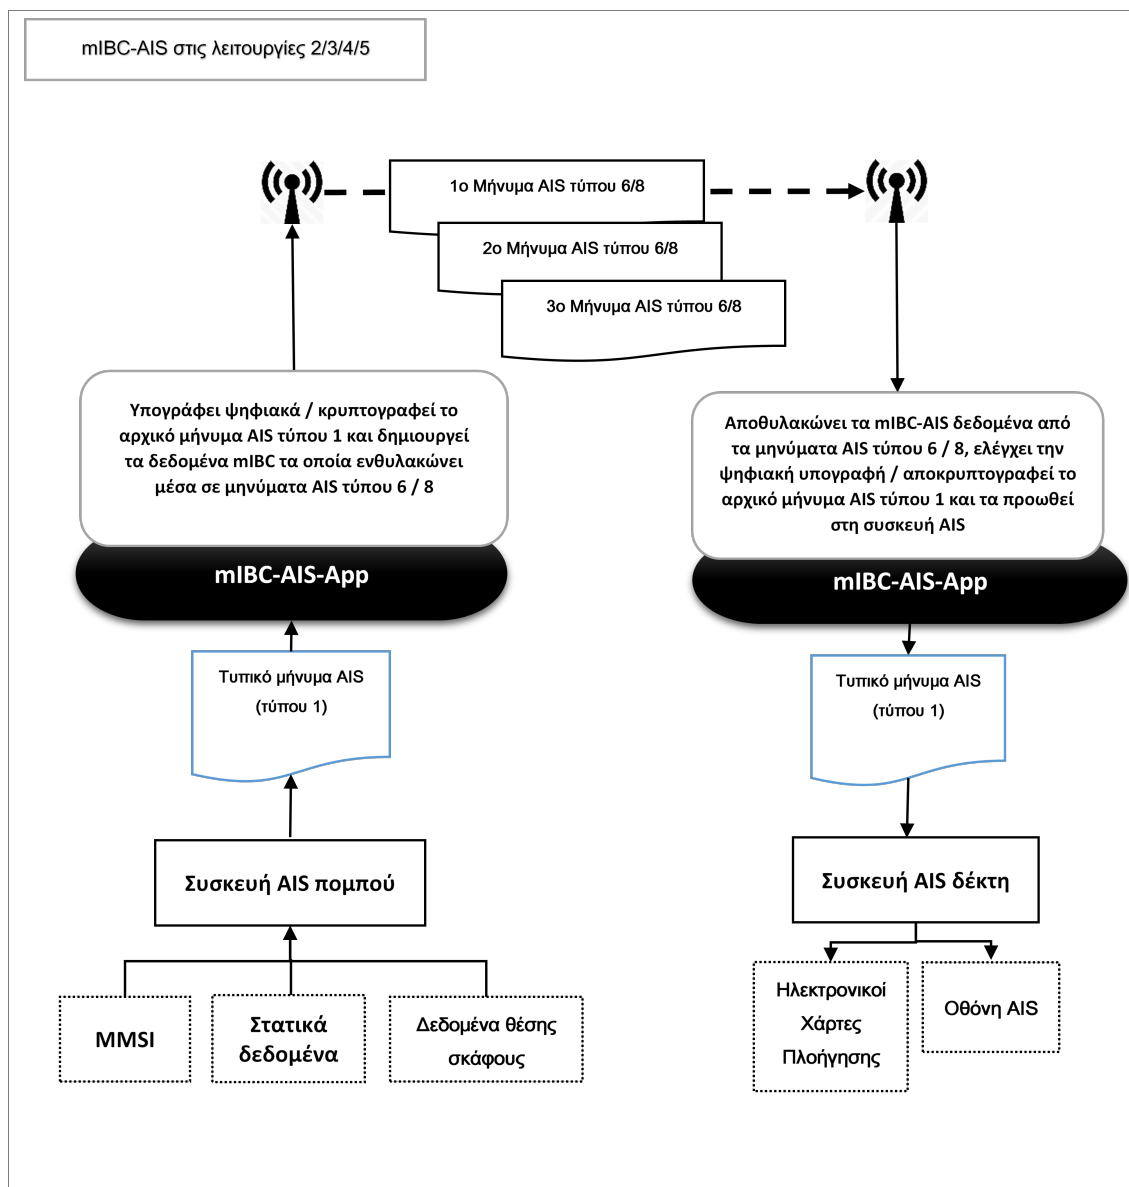 mIBC-AIS στις λειτουργίες 2/3/4/5
1ο Μήνυμα AIS τύπου 6/8
2ο Μήνυμα AIS τύπου 6/8
3ο Μήνυμα AIS τύπου 6/8
Υπογράφει ψηφιακά / κρυπτογραφεί το
αρχικό μήνυμα AIS τύπου 1 και δημιουργεί
τα δεδομένα mIBC τα οποία ενθυλακώνει
μέσα σε μηνύματα AIS τύπου 6 / 8
mIBC-AIS-App
Τυπικό μήνυμα AIS
(τύπου 1)
Συσκευή AIS πομπού
MMSI
Στατικά
δεδομένα
Δεδομένα θέσης
σκάφους
Αποθυλακώνει τα mIBC-AIS δεδομένα από
τα μηνύματα AIS τύπου 6 / 8, ελέγχει την
ψηφιακή υπογραφή / αποκρυπτογραφεί το
αρχικό μήνυμα AIS τύπου 1 και τα προωθεί
στη συσκευή AIS
mIBC-AIS-App
Τυπικό μήνυμα AIS
(τύπου 1)
Συσκευή AIS δέκτη
Ηλεκτρονικοί
Χάρτες
Πλοήγησης
Οθόνη AIS